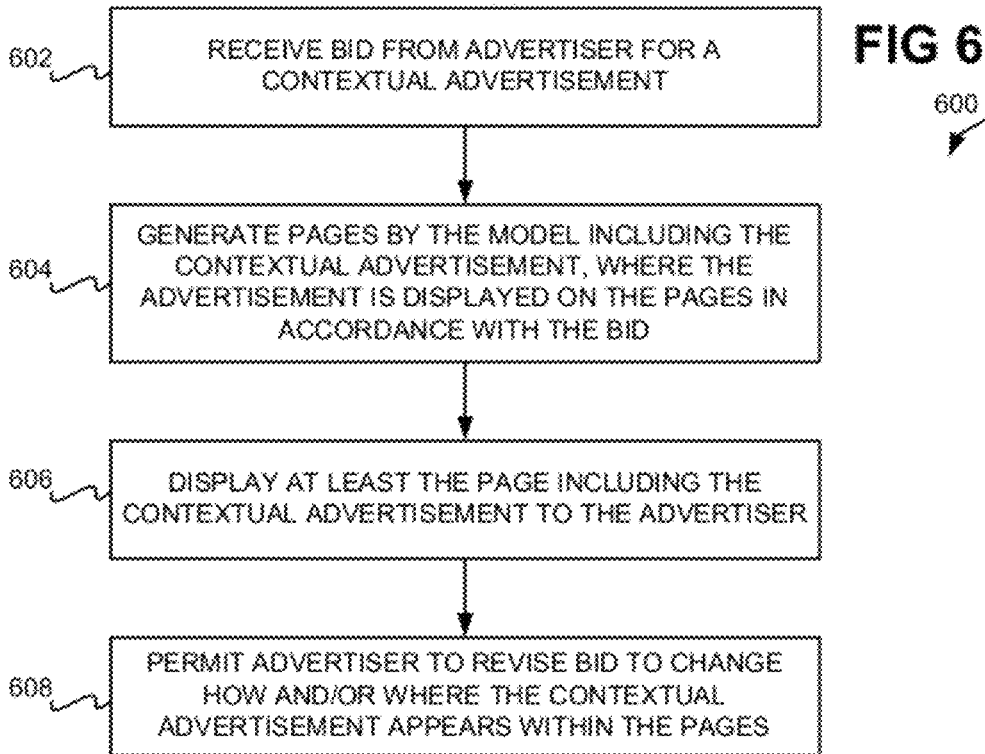 FIG 6
600
602
RECEIVE BID FROM ADVERTISER FOR A
CONTEXTUAL ADVERTISEMENT
604
GENERATE PAGES BY THE MODEL INCLUDING THE
CONTEXTUAL ADVERTISEMENT, WHERE THE
ADVERTISEMENT IS DISPLAYED ON THE PAGES IN
ACCORDANCE WITH THE BID
606
DISPLAY AT LEAST THE PAGE INCLUDING THE
CONTEXTUAL ADVERTISEMENT TO THE ADVERTISER
608
PERMIT ADVERTISER TO REVISE BID TO CHANGE
HOW AND/OR WHERE THE CONTEXTUAL
ADVERTISEMENT APPEARS WITHIN THE PAGES